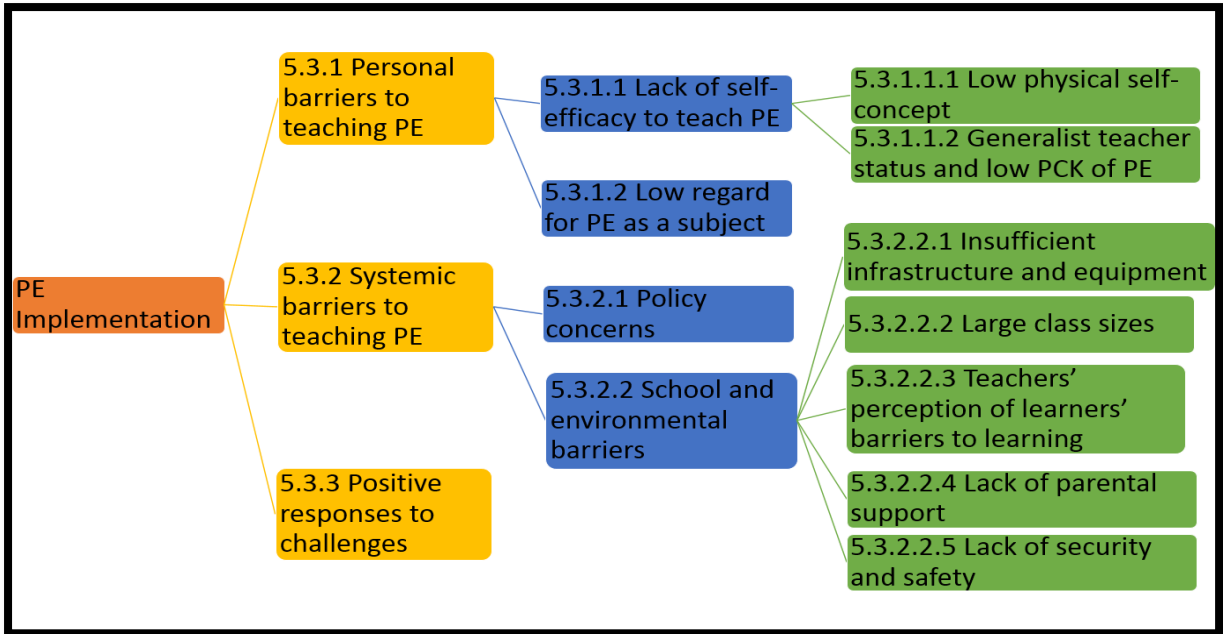 PE
Implementation
5.3.1 Personal
barriers to
teaching PE
5.3.1.1 Lack of self-
efficacy to teach PE
5.3.1.1.1 Low physical self-
concept
5.3.1.1.2 Generalist teacher
status and low PCK of PE
5.3.1.2 Low regard
for PE as a subject
5.3.2 Systemic
barriers to
teaching PE
5.3.2.1 Policy
concerns
5.3.2.2 School and
environmental
barriers
5.3.2.2.1 Insufficient
infrastructure and equipment
5.3.2.2.2 Large class sizes
5.3.2.2.3 Teachers’
perception of learners’
barriers to learning
5.3.2.2.4 Lack of parental
support
5.3.2.2.5 Lack of security
and safety
5.3.3 Positive
responses to
challenges